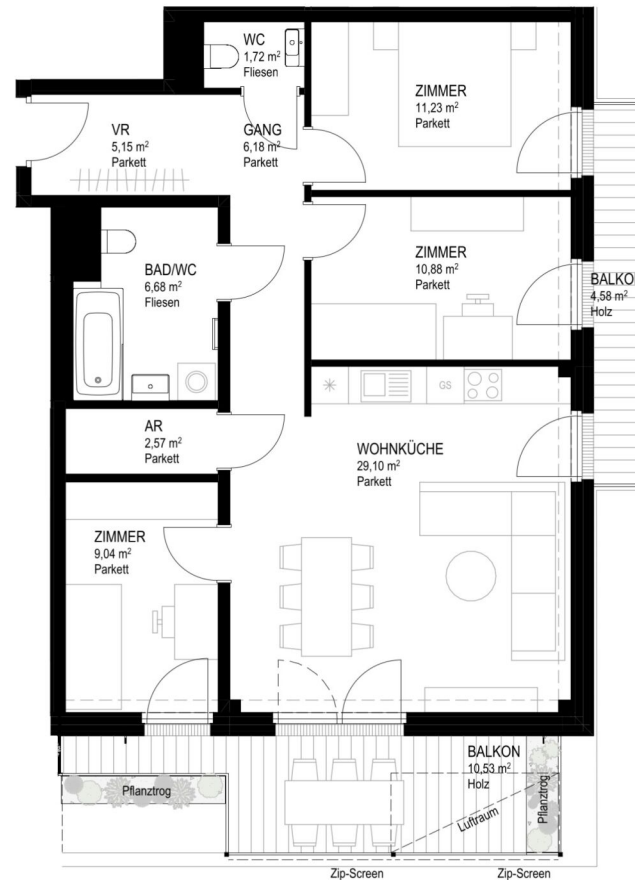 WC
1,72 m²
Fliesen
ZIMMER
11,23 m²
Parkett
VR
5,15 m²
Parkett
GANG
6,18 m²
Parkett
ZIMMER
10,88 m²
Parkett
BALKON
4,58 m²
Holz
BAD/WC
6,68 m²
Fliesen
GS
AR
2,57 m²
Parkett
WOHNKÜCHE
29,10 m²
Parkett
ZIMMER
9,04 m²
Parkett
BALKON
10,53 m²
Holz
Pflanztrog
Pflanztrog
Luftraum
Zip-Screen
Zip-Screen